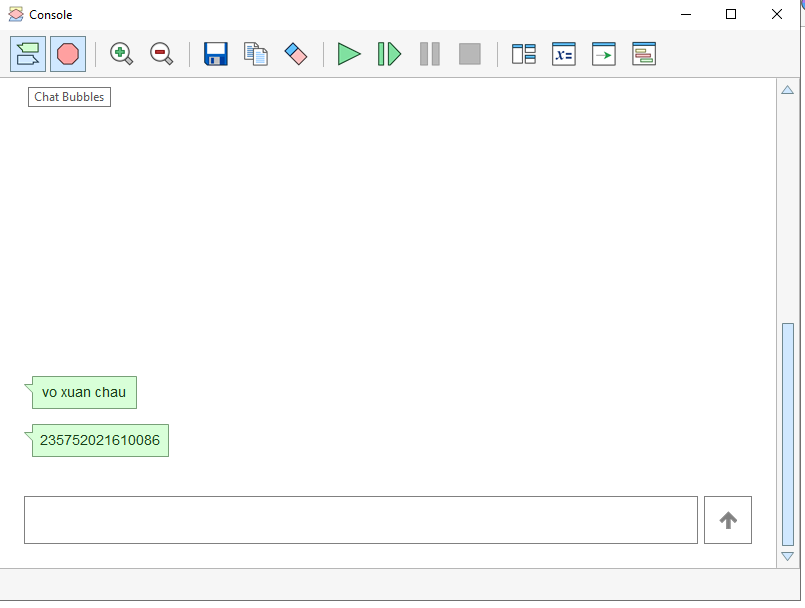 Console
Chat Bubbles
x=
vo xuan chau
235752021610086